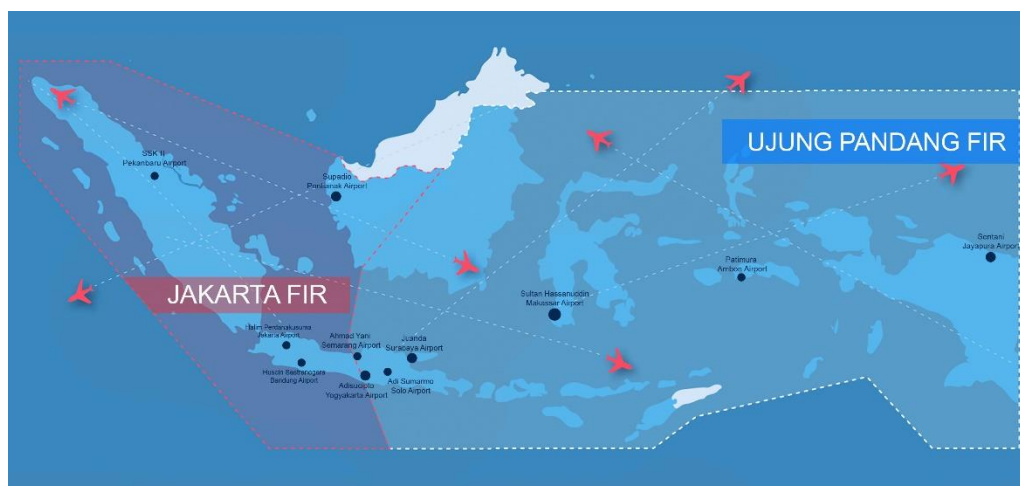 UJUNG PANDANG FIR
SSK II
Pekanbaru Airport
Supadio
Pontianak Airport
Sentani
Jayapura Airport
Patimura
Ambon Airport
JAKARTA FIR
Sultan Hassanuddin
Makassar Airport
Halim Perdanakusuma
Jakarta Airport
Ahmad Yani
Semarang Airport
Juanda
Surabaya Airport
Husein Sastranegara
Bandung Airport
Adisucipto
Yogyakarta Airport
Adi Sumarmo
Solo Airport